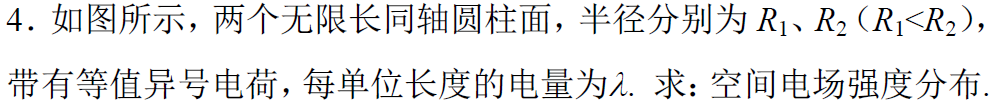 4．如图所示，两个无限长同轴圆柱面，半径分别为 R₁、R₂（R₁<R₂），
带有等值异号电荷，每单位长度的电量为λ. 求：空间电场强度分布.